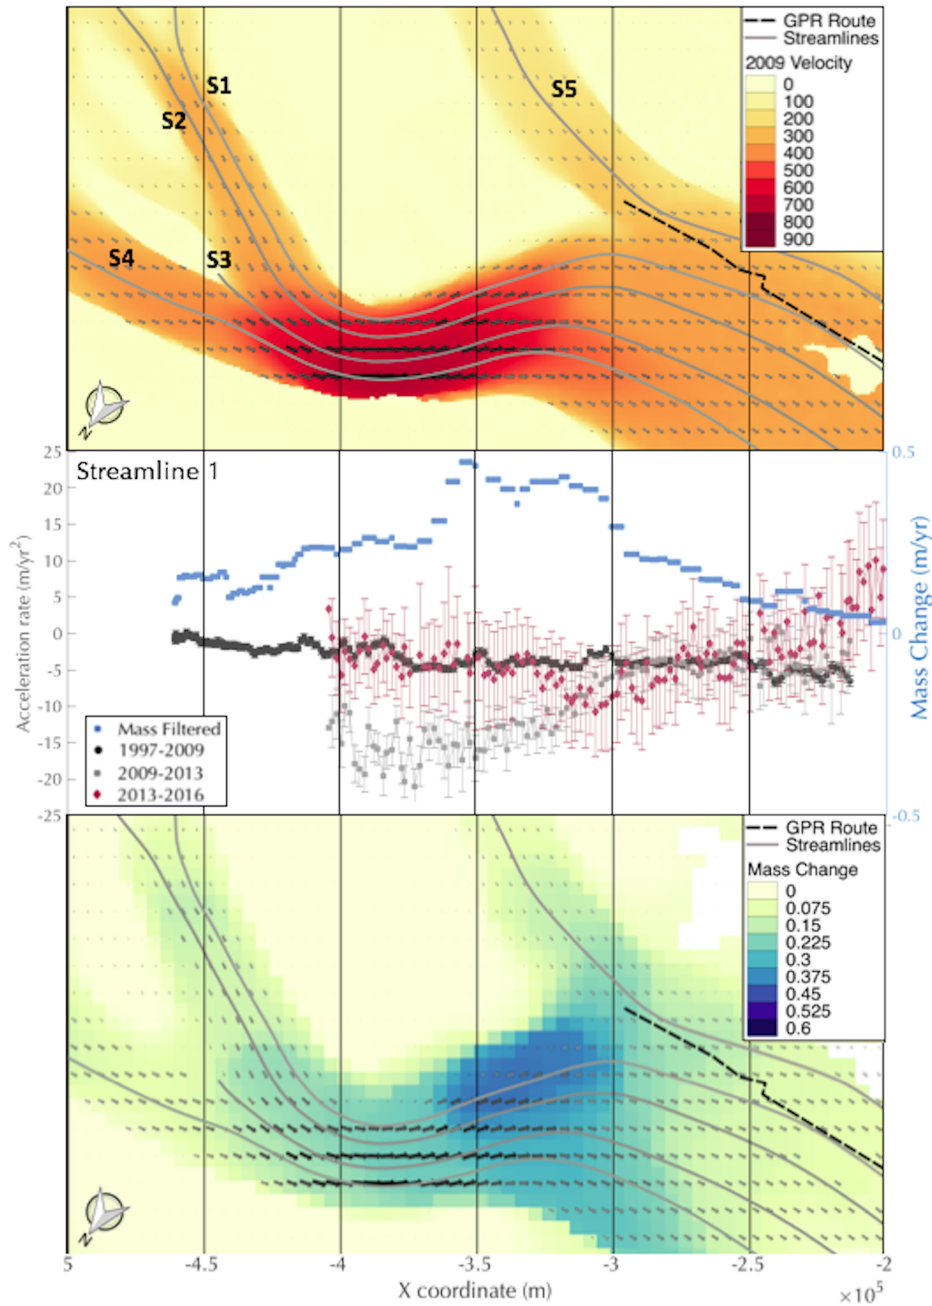 GPR Route
Streamlines
2009 Velocity
0
100
200
300
400
500
600
700
800
900
S1
S2
S5
S4
S3
N
25
20
15
10
5
0
-5
-10
-15
-20
-25
Acceleration rate (m/yr²)
Streamline 1
Mass Filtered
1997-2009
2009-2013
2013-2016
0.5
0
-0.5
Mass Change (m/yr)
GPR Route
Streamlines
Mass Change
0
0.075
0.15
0.225
0.3
0.375
0.45
0.525
0.6
N
5 -4.5 -4 -3.5 -3 -2.5 -2
X coordinate (m)
×10⁵